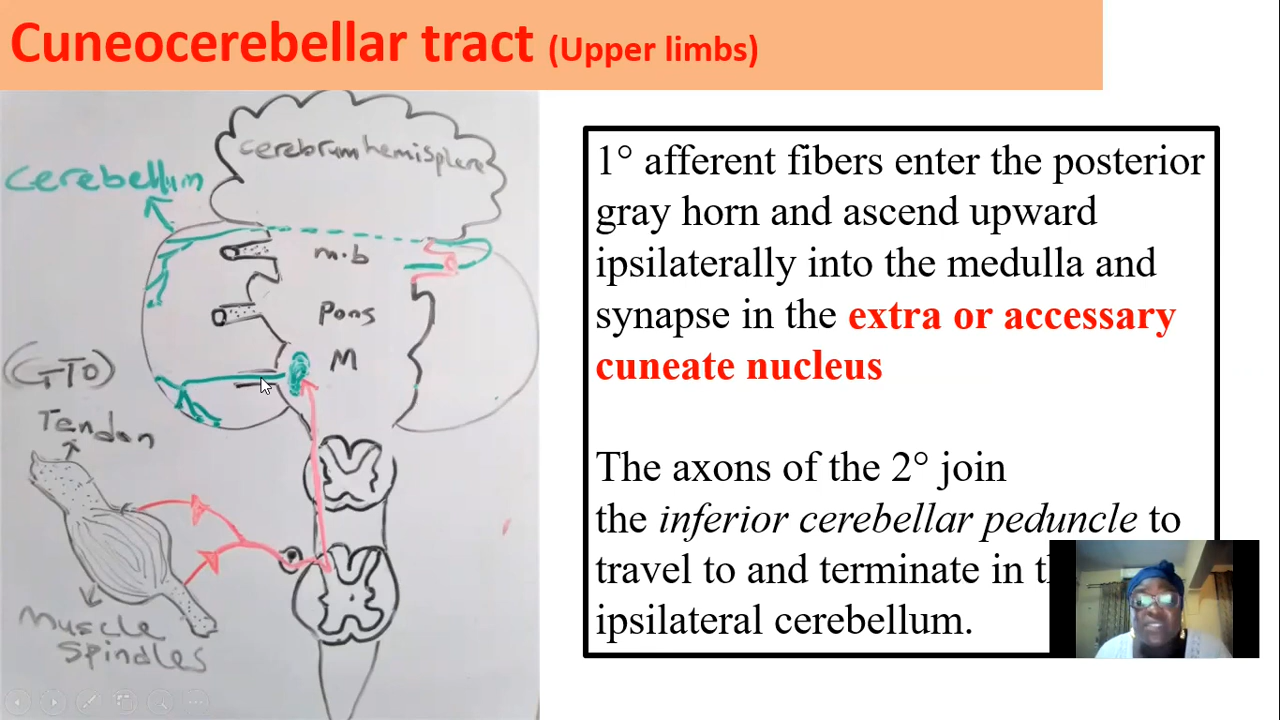 Cuneocerebellar tract (Upper limbs)
cerebrum hemisphere
cerebellum
m.b
Pons
M
(GTO)
Tendon
Muscle
Spindles
1° afferent fibers enter the posterior
gray horn and ascend upward
ipsilaterally into the medulla and
synapse in the extra or accessary
cuneate nucleus
The axons of the 2° join
the inferior cerebellar peduncle to
travel to and terminate in
ipsilateral cerebellum.